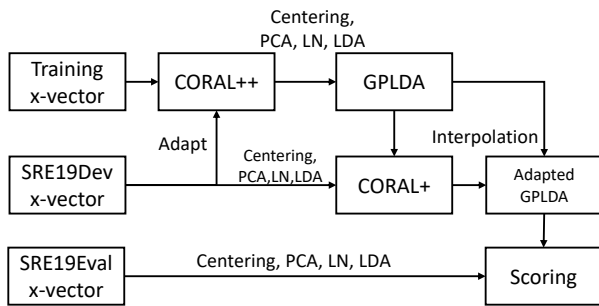 Centering,
PCA, LN, LDA
Training
x-vector
CORAL++
GPLDA
Adapt
Interpolation
SRE19Dev
x-vector
Centering,
PCA,LN,LDA
CORAL+
Adapted
GPLDA
SRE19Eval
x-vector
Centering, PCA, LN, LDA
Scoring